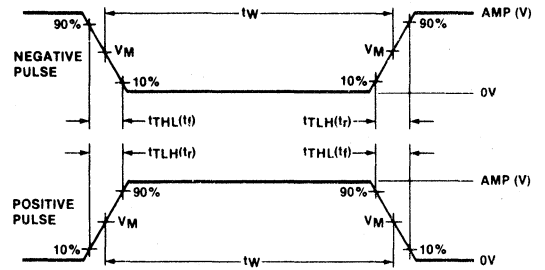 tW
AMP (V)
90%
90%
NEGATIVE
PULSE
VM
VM
10%
10%
0V
tTHL(tf)
tTLH(tr)
tTLH(tr)
tTHL(tf)
AMP (V)
90%
90%
POSITIVE
PULSE
VM
VM
10%
10%
0V
tW